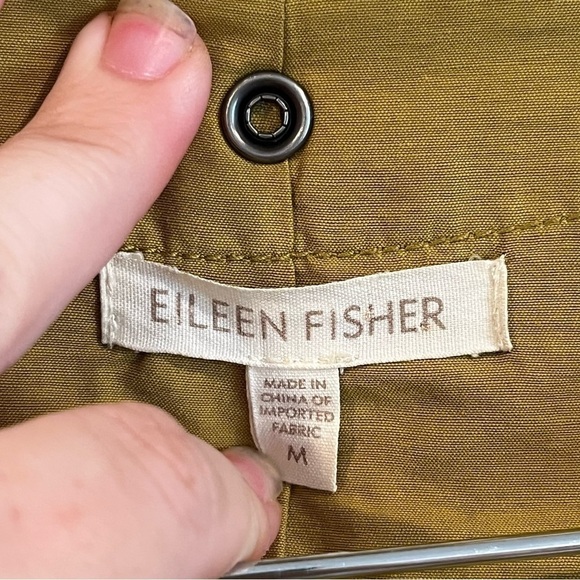 EILEEN FISHER
MADE IN
CHINA OF
IMPORTED
FABRIC
M